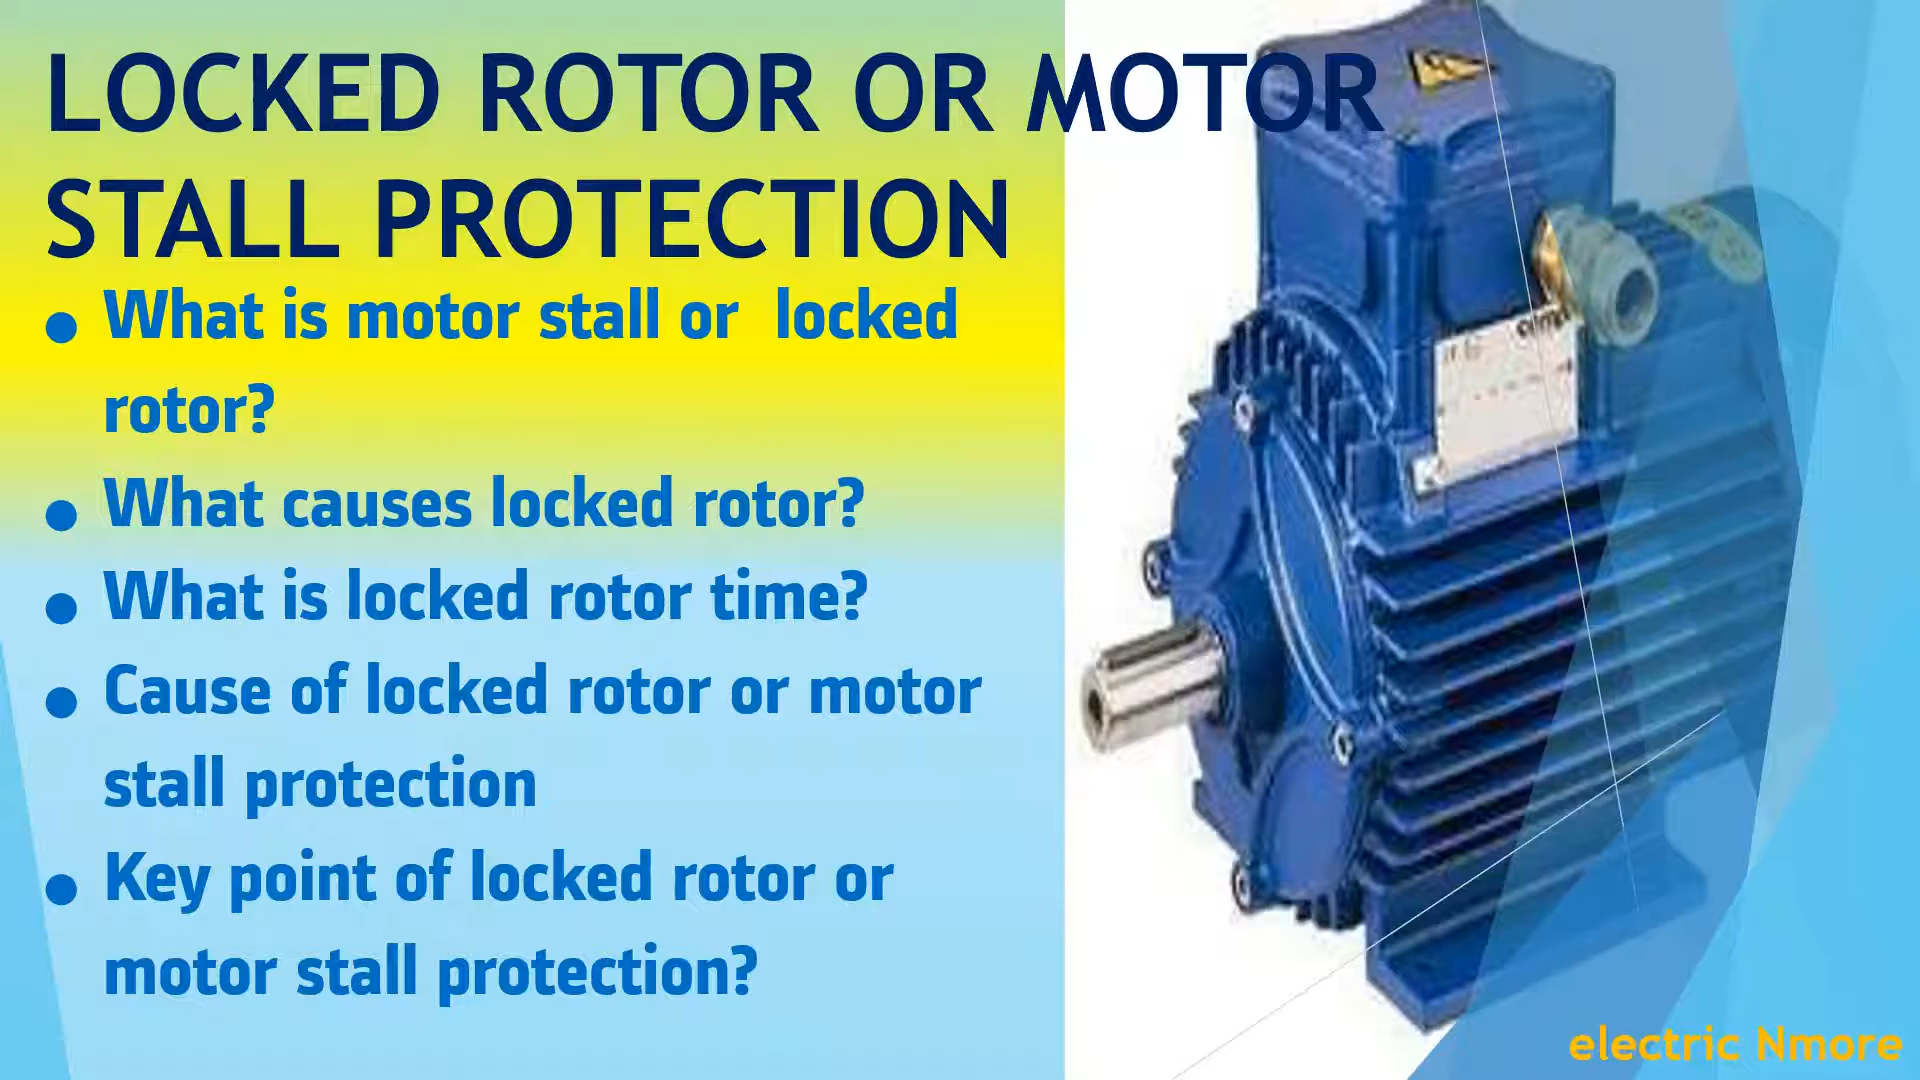 LOCKED ROTOR OR MOTOR
STALL PROTECTION
• What is motor stall or locked
rotor?
• What causes locked rotor?
• What is locked rotor time?
• Cause of locked rotor or motor
stall protection
• Key point of locked rotor or
motor stall protection?
electric Nmore